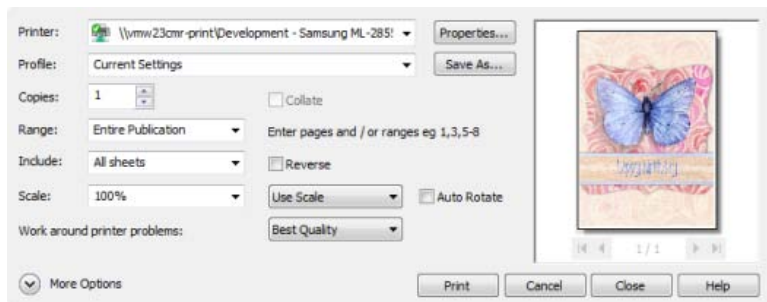 Printer: \\vmw23cmr-print\Development - Samsung ML-285! Properties...
Profile: Current Settings Save As...
Copies: 1 Collate
Range: Entire Publication Enter pages and / or ranges eg 1,3,5-8
Include: All sheets Reverse
Scale: 100% Use Scale Auto Rotate
Work around printer problems: Best Quality
1 / 1
More Options Print Cancel Close Help